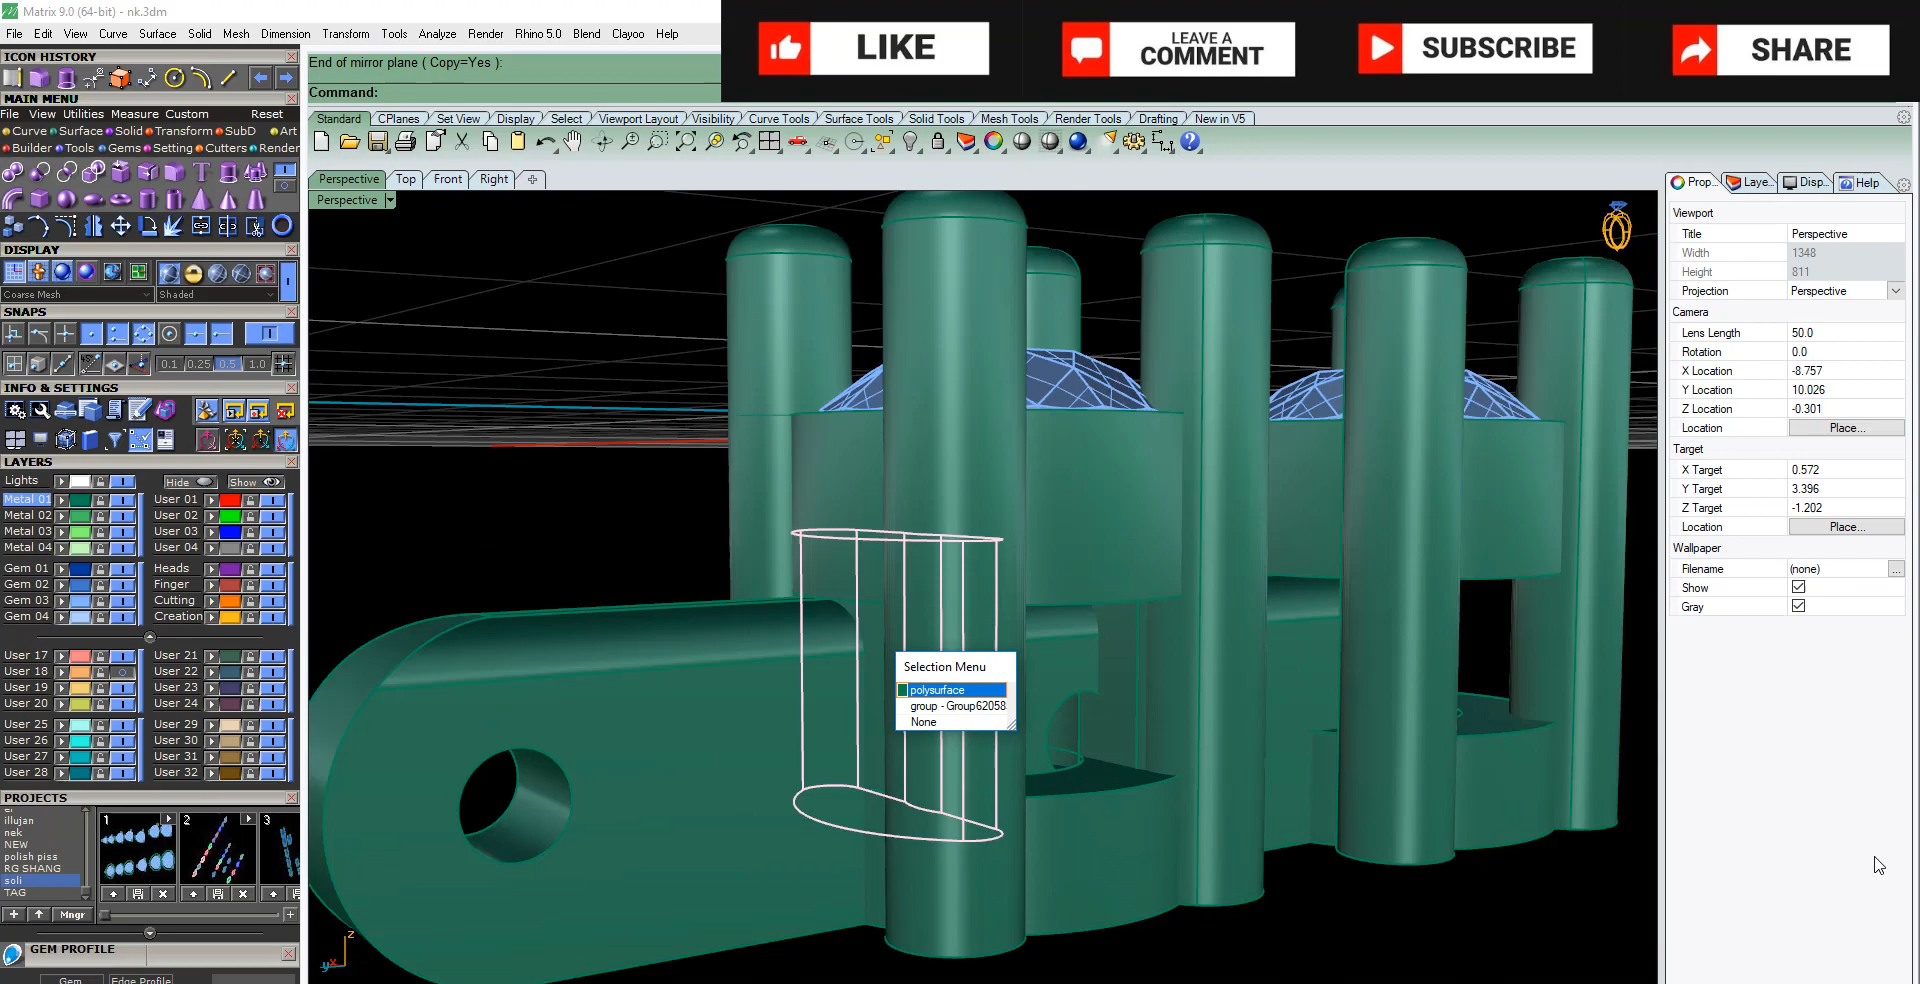 Matrix 9.0 (64-bit) - nk.3dm
File Edit View Curve Surface Solid Mesh Dimension Transform Tools Analyze Render Rhino 5.0 Blend Clayoo Help
LIKE
LEAVE A
COMMENT
SUBSCRIBE
SHARE
ICON HISTORY
End of mirror plane ( Copy=Yes ):
Command:
MAIN MENU
File View Utilities Measure Custom Reset
Curve Surface Solid Transform SubD Art
Builder Tools Gems Setting Cutters Render
Standard CPlanes Set View Display Select Viewport Layout Visibility Curve Tools Surface Tools Solid Tools Mesh Tools Render Tools Drafting New in V5
Perspective Top Front Right
Perspective
DISPLAY
Coarse Mesh Shaded
SNAPS
0.1 0.25 0.5 1.0
INFO & SETTINGS
LAYERS
Lights Hide Show
Metal 01 User 01
Metal 02 User 02
Metal 03 User 03
Metal 04 User 04
Gem 01 Heads
Gem 02 Finger
Gem 03 Cutting
Gem 04 Creation
User 17 User 21
User 18 User 22
User 19 User 23
User 20 User 24
User 25 User 29
User 26 User 30
User 27 User 31
User 28 User 32
PROJECTS
illujan
nek
NEW
polish piss
RG SHANG
soli
TAG
1 2 3
Mngr
GEM PROFILE
Gem Edge Profile
Selection Menu
polysurface
group - Group62058
None
z
y x
Prop... Laye... Disp... Help
Viewport
Title Perspective
Width 1348
Height 811
Projection Perspective
Camera
Lens Length 50.0
Rotation 0.0
X Location -8.757
Y Location 10.026
Z Location -0.301
Location Place...
Target
X Target 0.572
Y Target 3.396
Z Target -1.202
Location Place...
Wallpaper
Filename (none) ...
Show
Gray